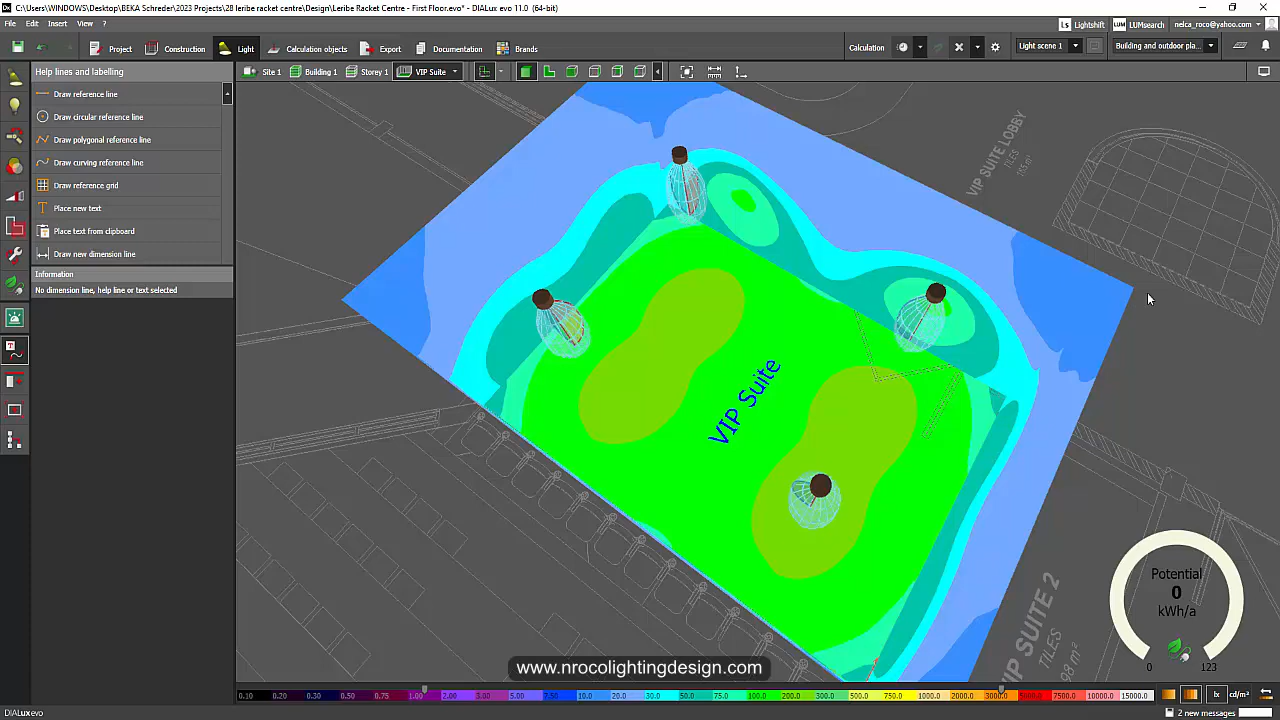 C:\Users\WINDOWS\Desktop\BEKA Schreder\2023 Projects\28 leribe racket centre\Design\Leribe Racket Centre - First Floor.evo* - DIALux evo 11.0 (64-bit)
File Edit View ?
Lightshift LUMsearch nelca_roco@yahoo.com
Project Construction Light Calculation objects Export Documentation Brands
Calculation Light scene 1 Building and outdoor pla...
Help lines and labelling
Site 1 Building 1 Storey 1 VIP Suite
Draw reference line
Draw circular reference line
Draw polygonal reference line
Draw curving reference line
Draw reference grid
Place new text
Place text from clipboard
Draw new dimension line
Information
No dimension line, help line or text selected
VIP SUITE LOBBY
TILES
VIP Suite
VIP SUITE 2
TILES
Potential
0
kWh/a
0 123
www.nrocolightingdesign.com
0.10 0.20 0.30 0.50 0.75 1.00 2.00 3.00 5.00 7.50 10.0 20.0 30.0 50.0 75.0 100.0 200.0 300.0 500.0 750.0 1000.0 2000.0 3000.0 5000.0 7500.0 10000.0 15000.0 lx cd/m²
DIALuxevo
2 new messages